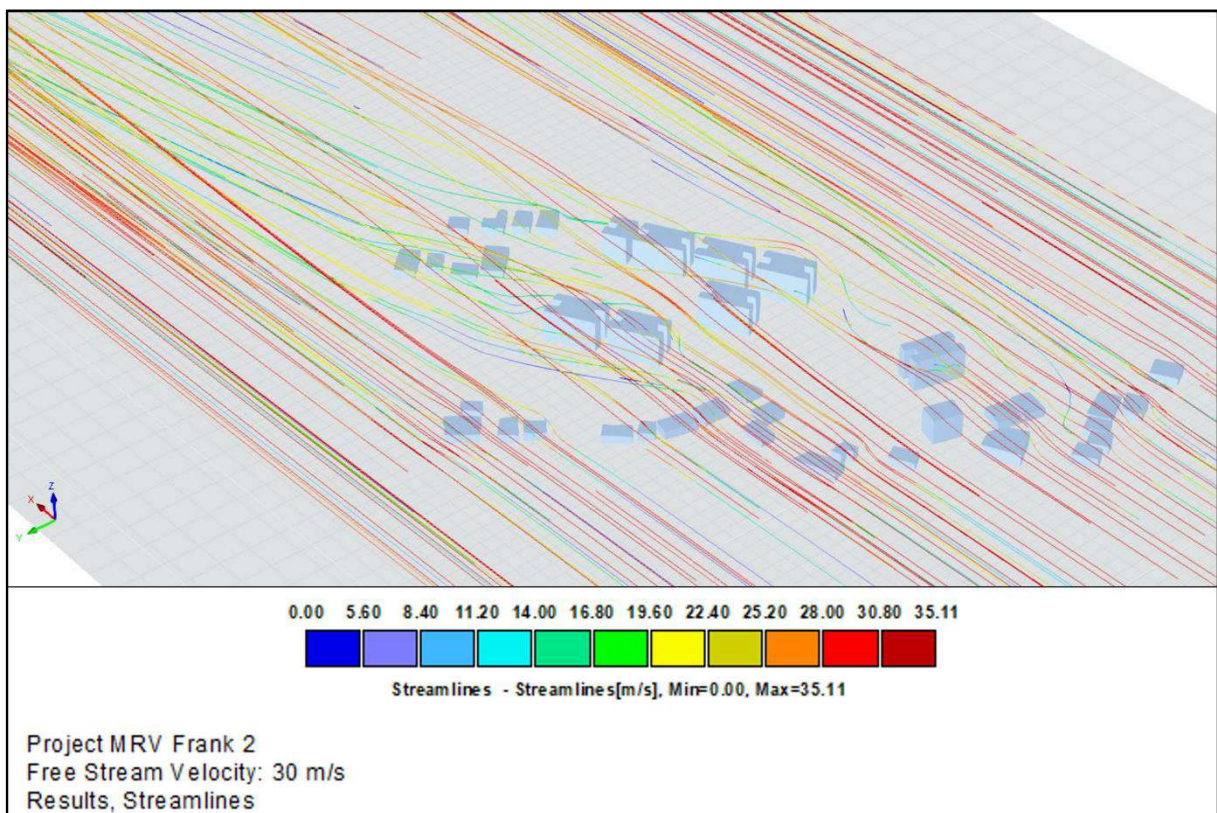 Z
X
Y
0.00 5.60 8.40 11.20 14.00 16.80 19.60 22.40 25.20 28.00 30.80 35.11
Streamlines - Streamlines[m/s], Min=0.00, Max=35.11
Project MRV Frank 2
Free Stream Velocity: 30 m/s
Results, Streamlines